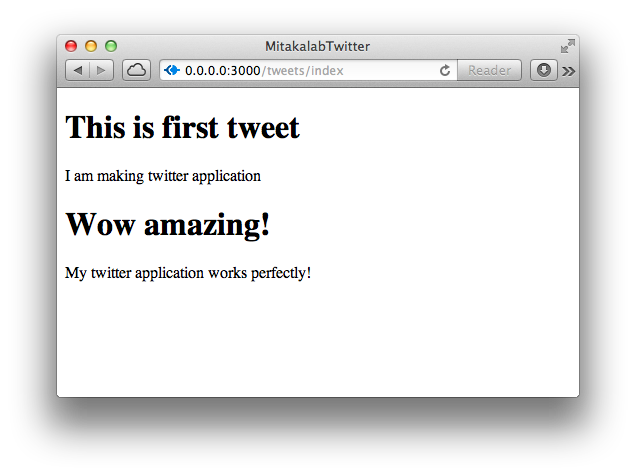 MitakalabTwitter
0.0.0.0:3000/tweets/index Reader
This is first tweet
I am making twitter application
Wow amazing!
My twitter application works perfectly!